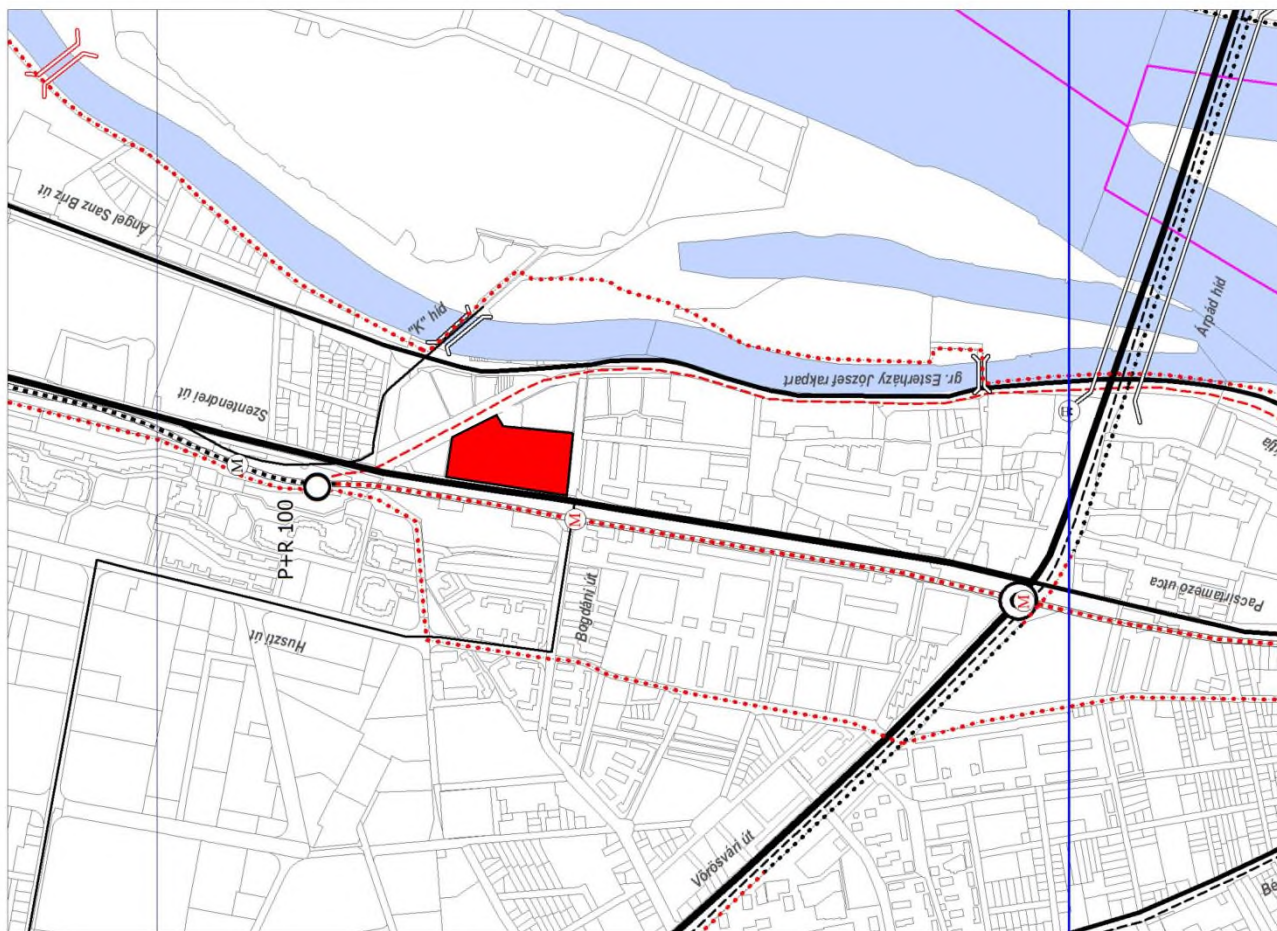 Ángel Sanz Briz út
"K" híd
Szentendrei út
M
P+R 100
gr. Esterházy József rakpart
Árpád híd
M
Bogdáni út
Huszti út
M
Pacsirtamező utca
Vörösvári út